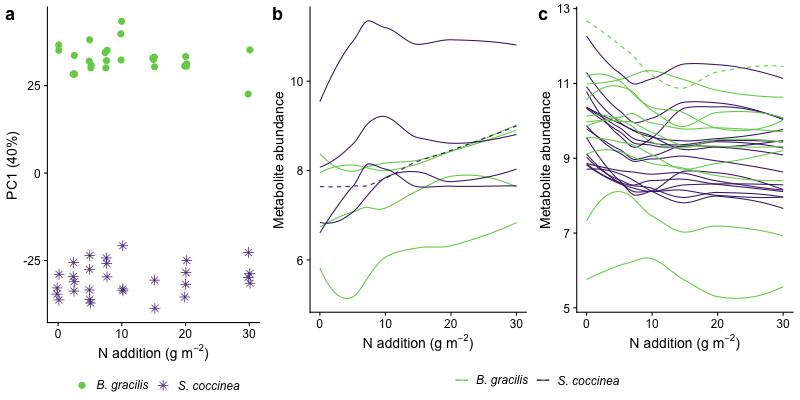 a
PC1 (40%)
25
0
-25
0
10
20
30
N addition (g m⁻²)
B. gracilis
S. coccinea
b
Metabolite abundance
10
8
6
0
10
20
30
N addition (g m⁻²)
c
Metabolite abundance
13
11
9
7
5
0
10
20
30
N addition (g m⁻²)
B. gracilis
S. coccinea